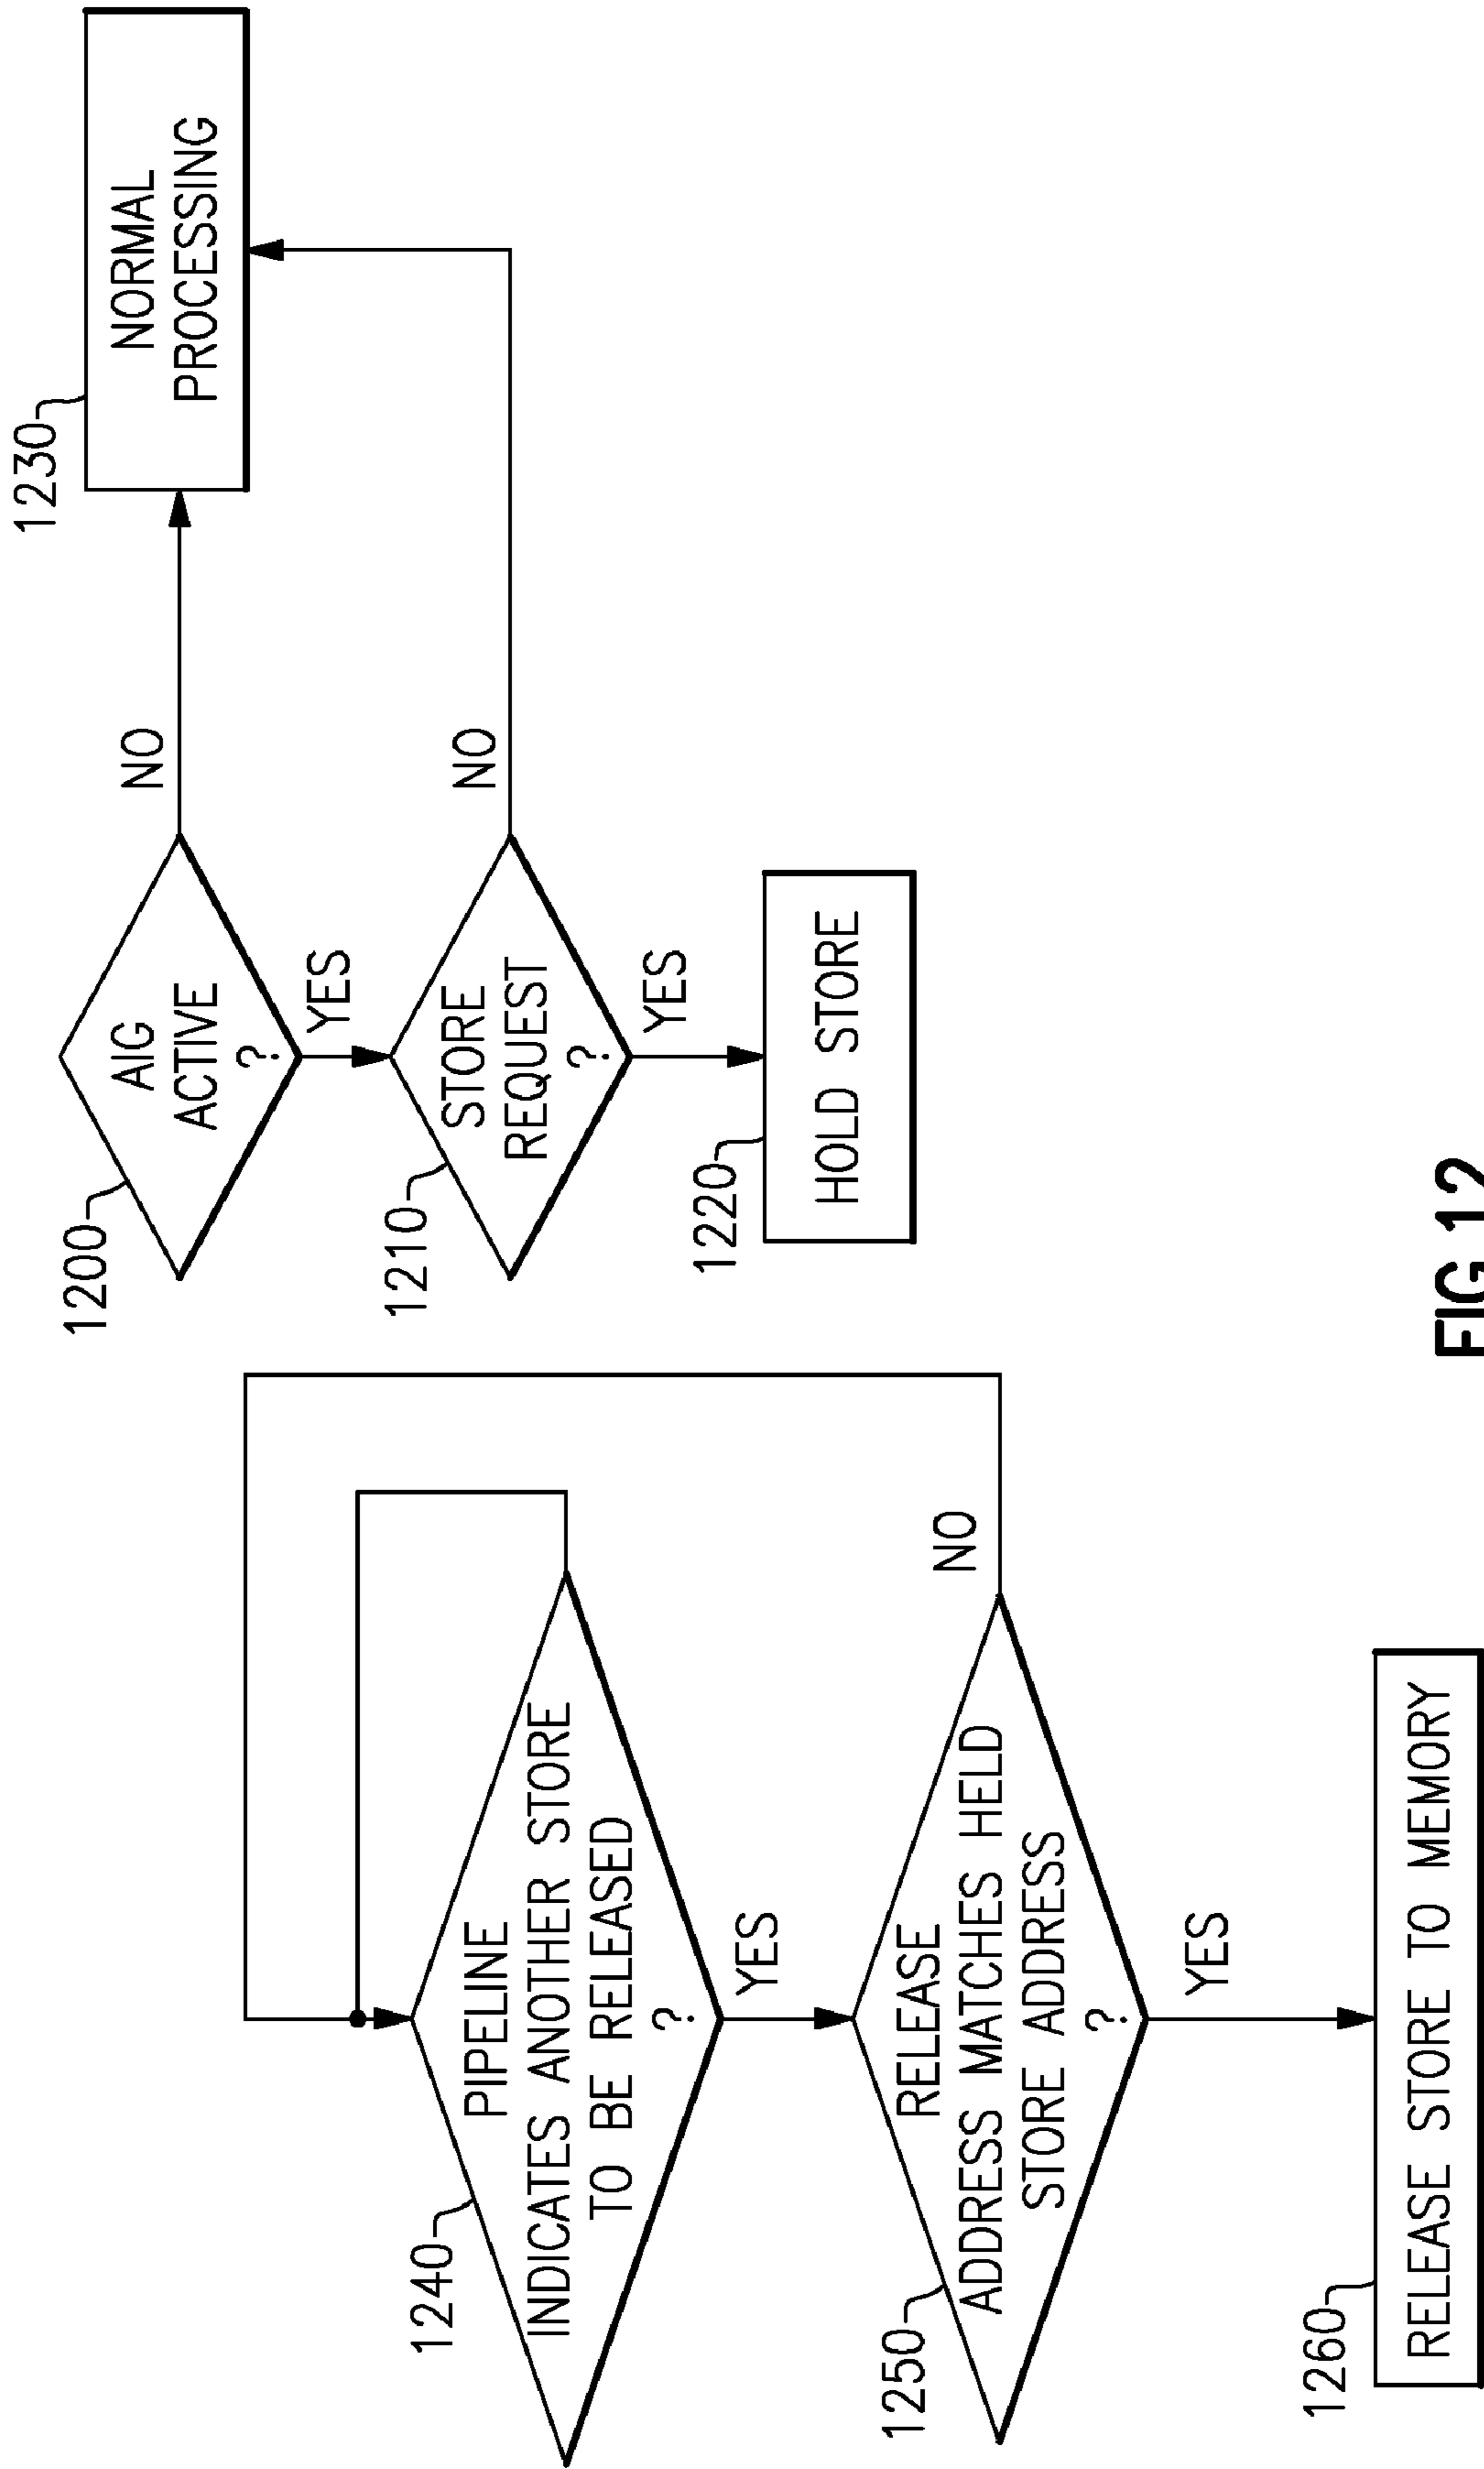 1200
AIG
ACTIVE
?
NO
YES
1230
NORMAL
PROCESSING
1210
STORE
REQUEST
?
NO
YES
1220
HOLD STORE
1240
PIPELINE
INDICATES ANOTHER STORE
TO BE RELEASED
?
YES
1250
RELEASE
ADDRESS MATCHES HELD
STORE ADDRESS
?
NO
YES
1260
RELEASE STORE TO MEMORY
FIG.12